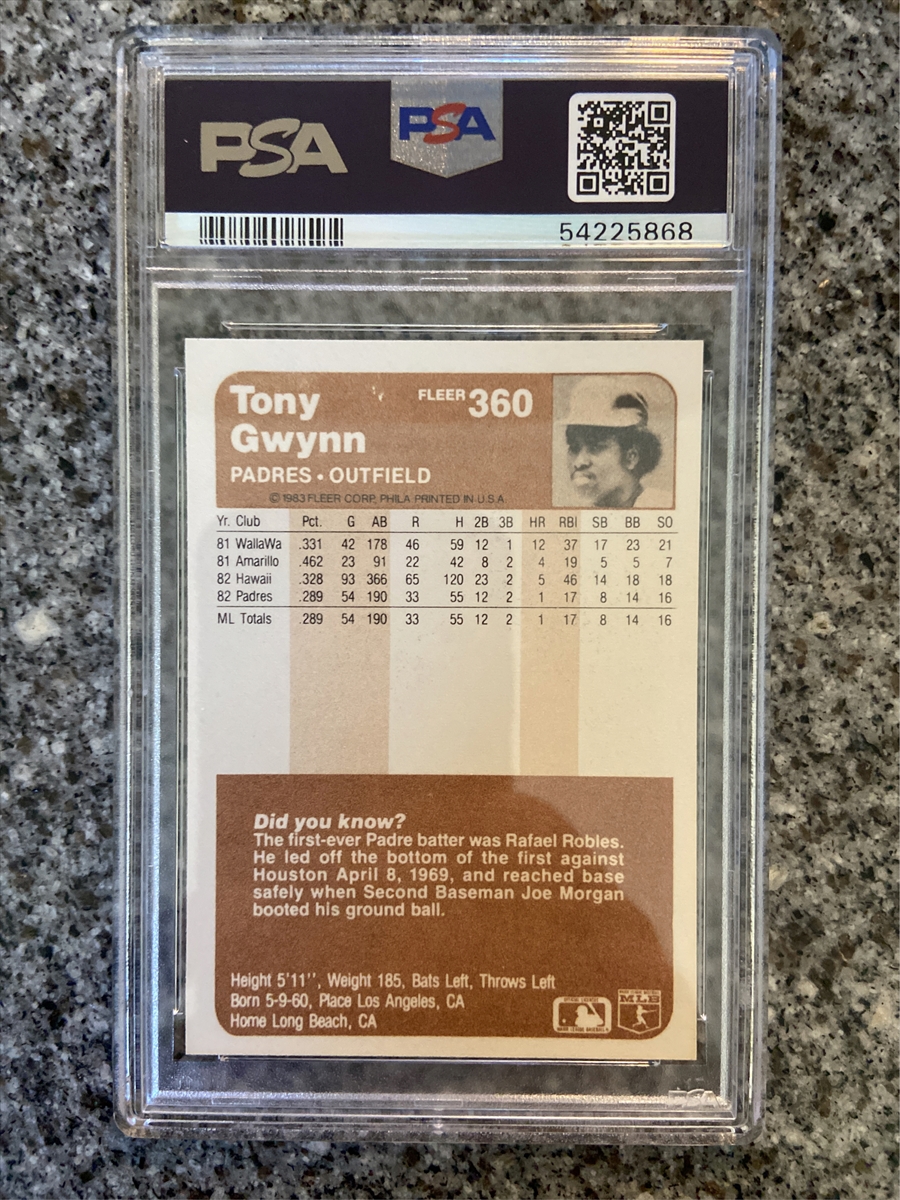 PSA
PSA
54225868
Tony
Gwynn
FLEER 360
PADRES • OUTFIELD
© 1983 FLEER CORP. PHILA PRINTED IN U.S.A
Yr. Club Pct. G AB R H 2B 3B HR RBI SB BB SO
81 WallaWa .331 42 178 46 59 12 1 12 37 17 23 21
81 Amarillo .462 23 91 22 42 8 2 4 19 5 5 7
82 Hawaii .328 93 366 65 120 23 2 5 46 14 18 18
82 Padres .289 54 190 33 55 12 2 1 17 8 14 16
ML Totals .289 54 190 33 55 12 2 1 17 8 14 16
Did you know?
The first-ever Padre batter was Rafael Robles.
He led off the bottom of the first against
Houston April 8, 1969, and reached base
safely when Second Baseman Joe Morgan
booted his ground ball.
Height 5'11'', Weight 185, Bats Left, Throws Left
Born 5-9-60, Place Los Angeles, CA
Home Long Beach, CA
PSA